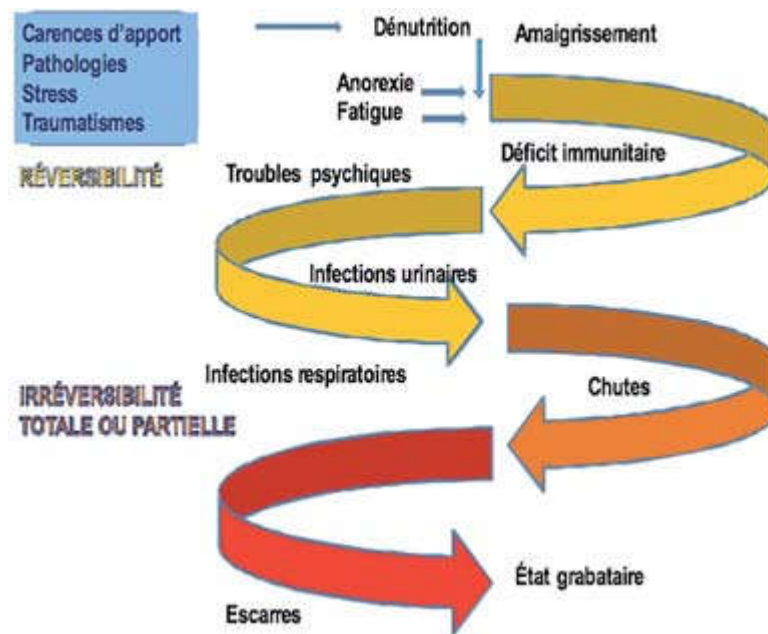 Carences d'apport
Pathologies
Stress
Traumatismes
Dénutrition
Amaigrissement
Anorexie
Fatigue
Déficit immunitaire
RÉVERSIBILITÉ
Troubles psychiques
Infections urinaires
Infections respiratoires
IRRÉVERSIBILITÉ
TOTALE OU PARTIELLE
Chutes
État grabataire
Escarres